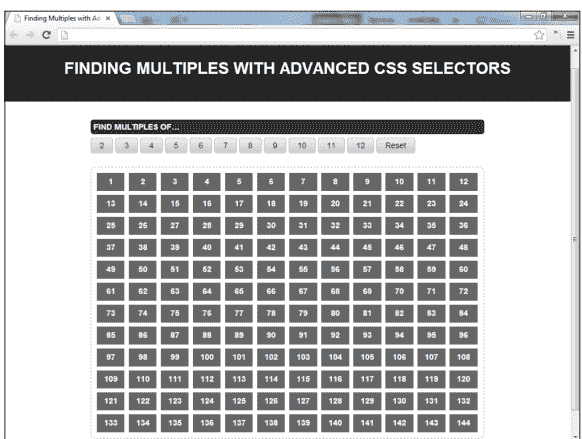 Finding Multiples with Ad
FINDING MULTIPLES WITH ADVANCED CSS SELECTORS
FIND MULTIPLES OF...
2 3 4 5 6 7 8 9 10 11 12 Reset
1 2 3 4 5 6 7 8 9 10 11 12
13 14 15 16 17 18 19 20 21 22 23 24
25 26 27 28 29 30 31 32 33 34 35 36
37 38 39 40 41 42 43 44 45 46 47 48
49 50 51 52 53 54 55 56 57 58 59 60
61 62 63 64 65 66 67 68 69 70 71 72
73 74 75 76 77 78 79 80 81 82 83 84
85 86 87 88 89 90 91 92 93 94 95 96
97 98 99 100 101 102 103 104 105 106 107 108
109 110 111 112 113 114 115 116 117 118 119 120
121 122 123 124 125 126 127 128 129 130 131 132
133 134 135 136 137 138 139 140 141 142 143 144